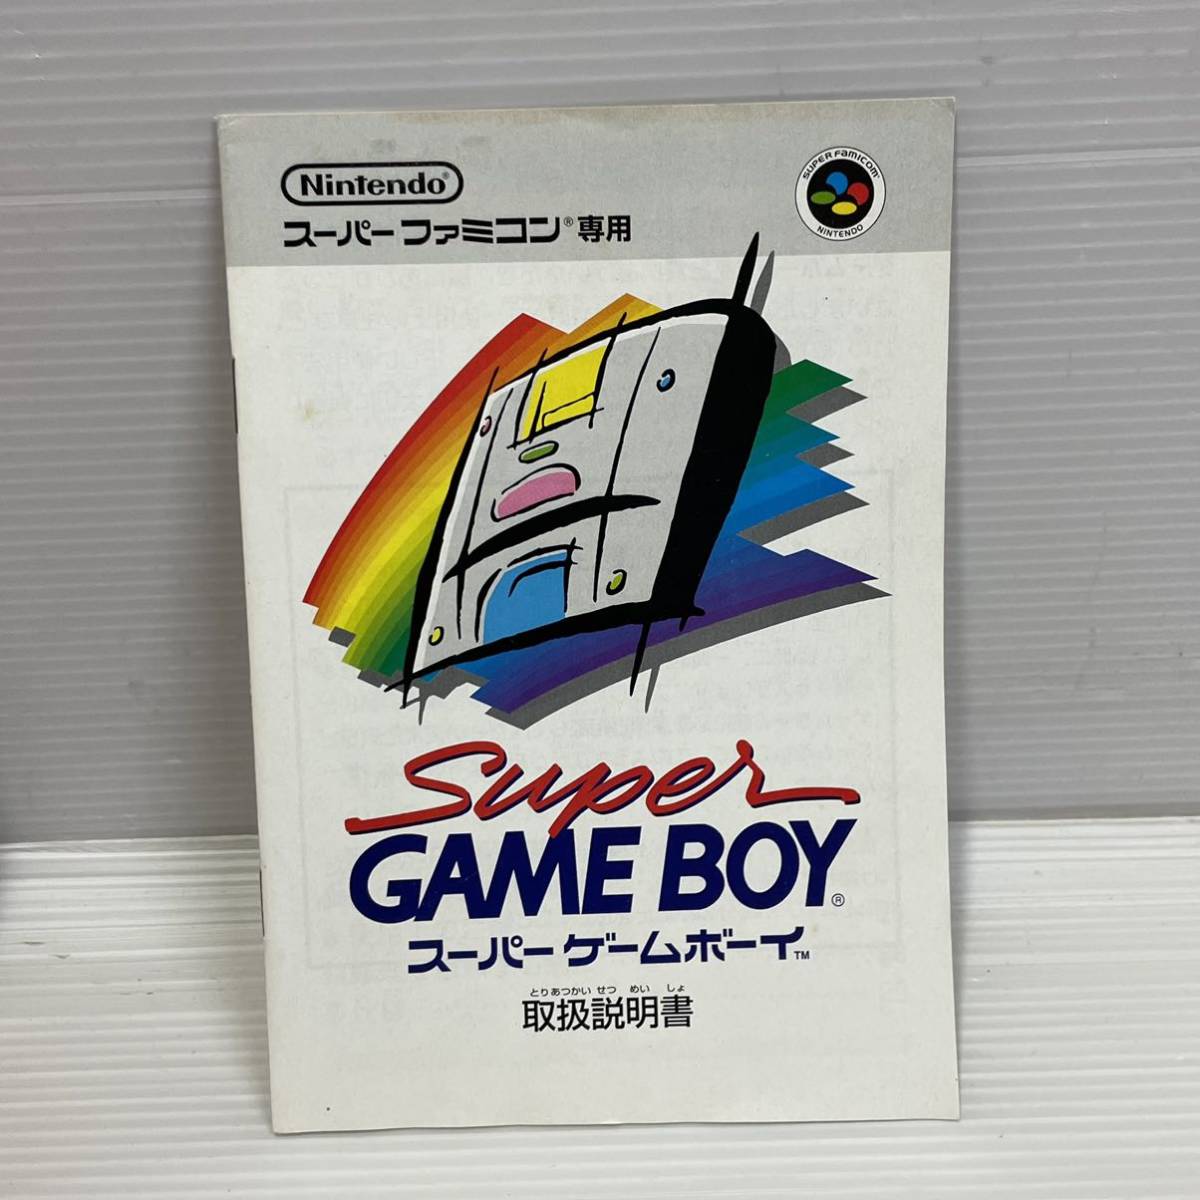 Nintendo®
スーパーファミコン®専用
SUPER FAMICOM
NINTENDO
Super
GAME BOY®
スーパーゲームボーイ™
とりあつかいせつめいしょ
取扱説明書